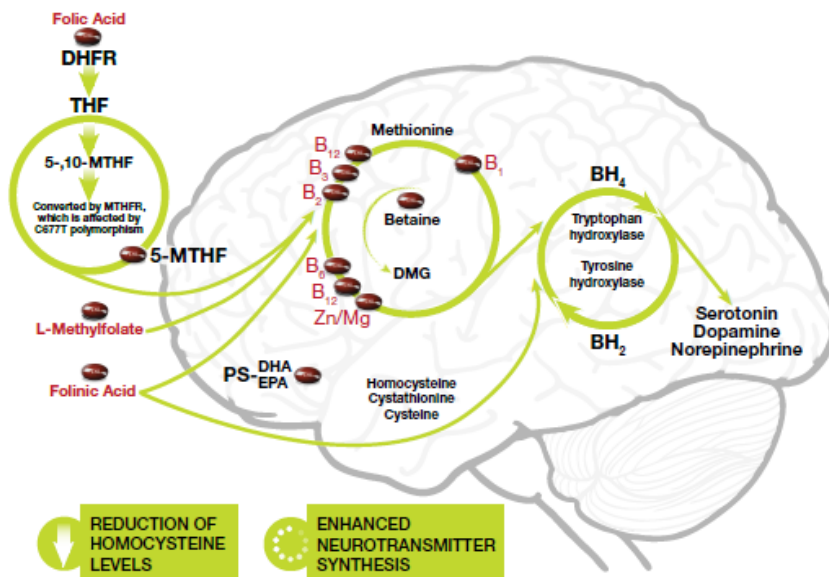 Folic Acid
DHFR
THF
5-,10-MTHF
Converted by MTHFR,
which is affected by
C677T polymorphism
5-MTHF
L-Methylfolate
Folinic Acid
Methionine
B12
B3
B2
B1
Betaine
DMG
B6
B12
Zn/Mg
PS-DHA
EPA
Homocysteine
Cystathionine
Cysteine
BH4
Tryptophan
hydroxylase
Tyrosine
hydroxylase
BH2
Serotonin
Dopamine
Norepinephrine
REDUCTION OF
HOMOCYSTEINE
LEVELS
ENHANCED
NEUROTRANSMITTER
SYNTHESIS